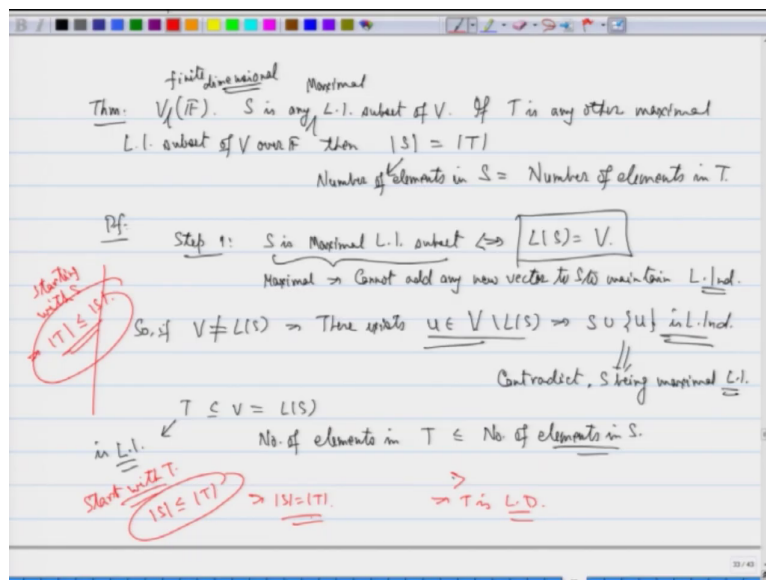 finite dimensional Maximal
Thm. V(F). S is any L.I. subset of V. If T is any other maximal
L.I. subset of V over F then |S| = |T|
Number of elements in S = Number of elements in T.
Pf:
Step 1: S is Maximal L.I. subset ⇔ L(S) = V.
Maximal ⇒ Cannot add any new vector to S to maintain L.Ind.
So, if V ≠ L(S) ⇒ There exists u ∈ V \ L(S) ⇒ S ∪ {u} is L.Ind.
Contradict, S being maximal L.I.
Starting
with S
⇒ |T| ≤ |S|.
T ⊆ V = L(S)
is L.I.
No. of elements in T ≤ No. of elements in S.
Start with T.
|S| ≤ |T| ⇒ |S| = |T|.
⇒ T is L.D.
22 / 43